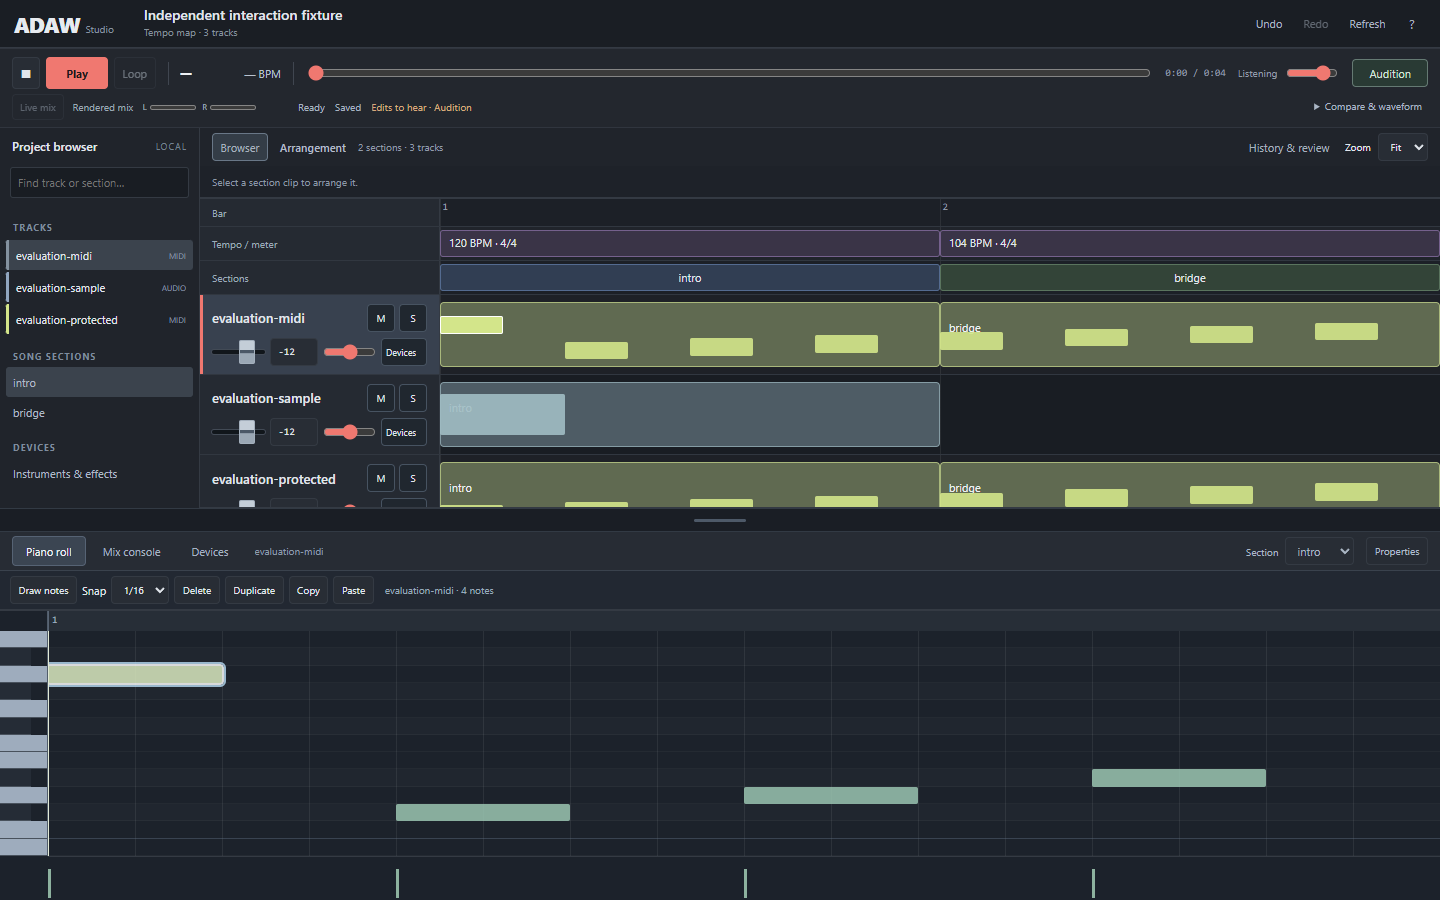 ADAW Studio
Independent interaction fixture
Tempo map · 3 tracks
Undo Redo Refresh ?
Play Loop — — BPM 0:00 / 0:04 Listening Audition
Live mix Rendered mix L R Ready Saved Edits to hear · Audition Compare & waveform
Project browser LOCAL
Browser Arrangement 2 sections · 3 tracks History & review Zoom Fit
Find track or section...
Select a section clip to arrange it.
Bar 1 2
TRACKS
evaluation-midi MIDI
evaluation-sample AUDIO
evaluation-protected MIDI
SONG SECTIONS
intro
bridge
DEVICES
Instruments & effects
Tempo / meter 120 BPM · 4/4 104 BPM · 4/4
Sections intro bridge
evaluation-midi M S
-12 Devices
bridge
evaluation-sample M S
-12 Devices
intro
evaluation-protected M S
intro bridge
Piano roll Mix console Devices evaluation-midi Section intro Properties
Draw notes Snap 1/16 Delete Duplicate Copy Paste evaluation-midi · 4 notes
1